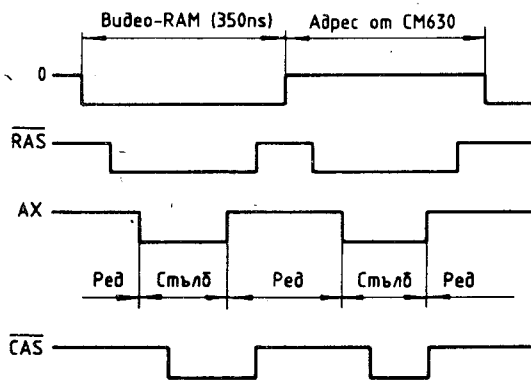 Видео-RAM (350ns) Адрес от СМ630
0
RAS
AX
Ред Стълб Ред Стълб Ред
CAS